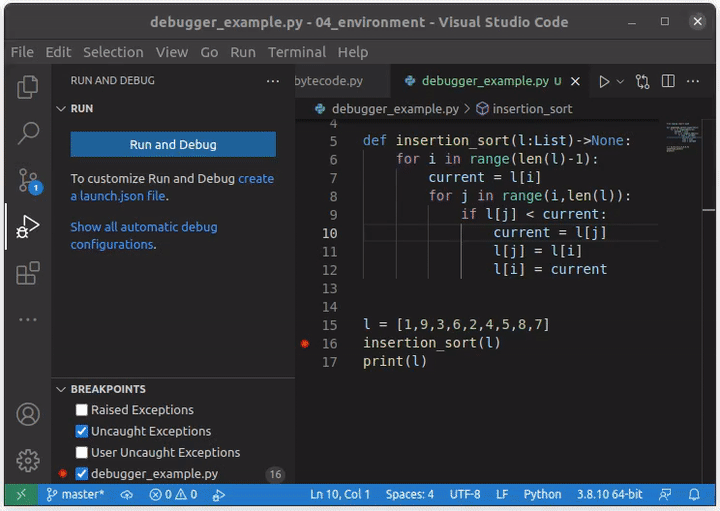 debugger_example.py - 04_environment - Visual Studio Code
File Edit Selection View Go Run Terminal Help
RUN AND DEBUG
RUN
Run and Debug
To customize Run and Debug create
a launch.json file.
Show all automatic debug
configurations.
1
BREAKPOINTS
Raised Exceptions
Uncaught Exceptions
User Uncaught Exceptions
debugger_example.py 16
bytecode.py debugger_example.py U
debugger_example.py > insertion_sort
4
5 def insertion_sort(l:List)->None:
6 for i in range(len(l)-1):
7 current = l[i]
8 for j in range(i,len(l)):
9 if l[j] < current:
10 current = l[j]
11 l[j] = l[i]
12 l[i] = current
13
14
15 l = [1,9,3,6,2,4,5,8,7]
16 insertion_sort(l)
17 print(l)
master* 0 0 Ln 10, Col 1 Spaces: 4 UTF-8 LF Python 3.8.10 64-bit